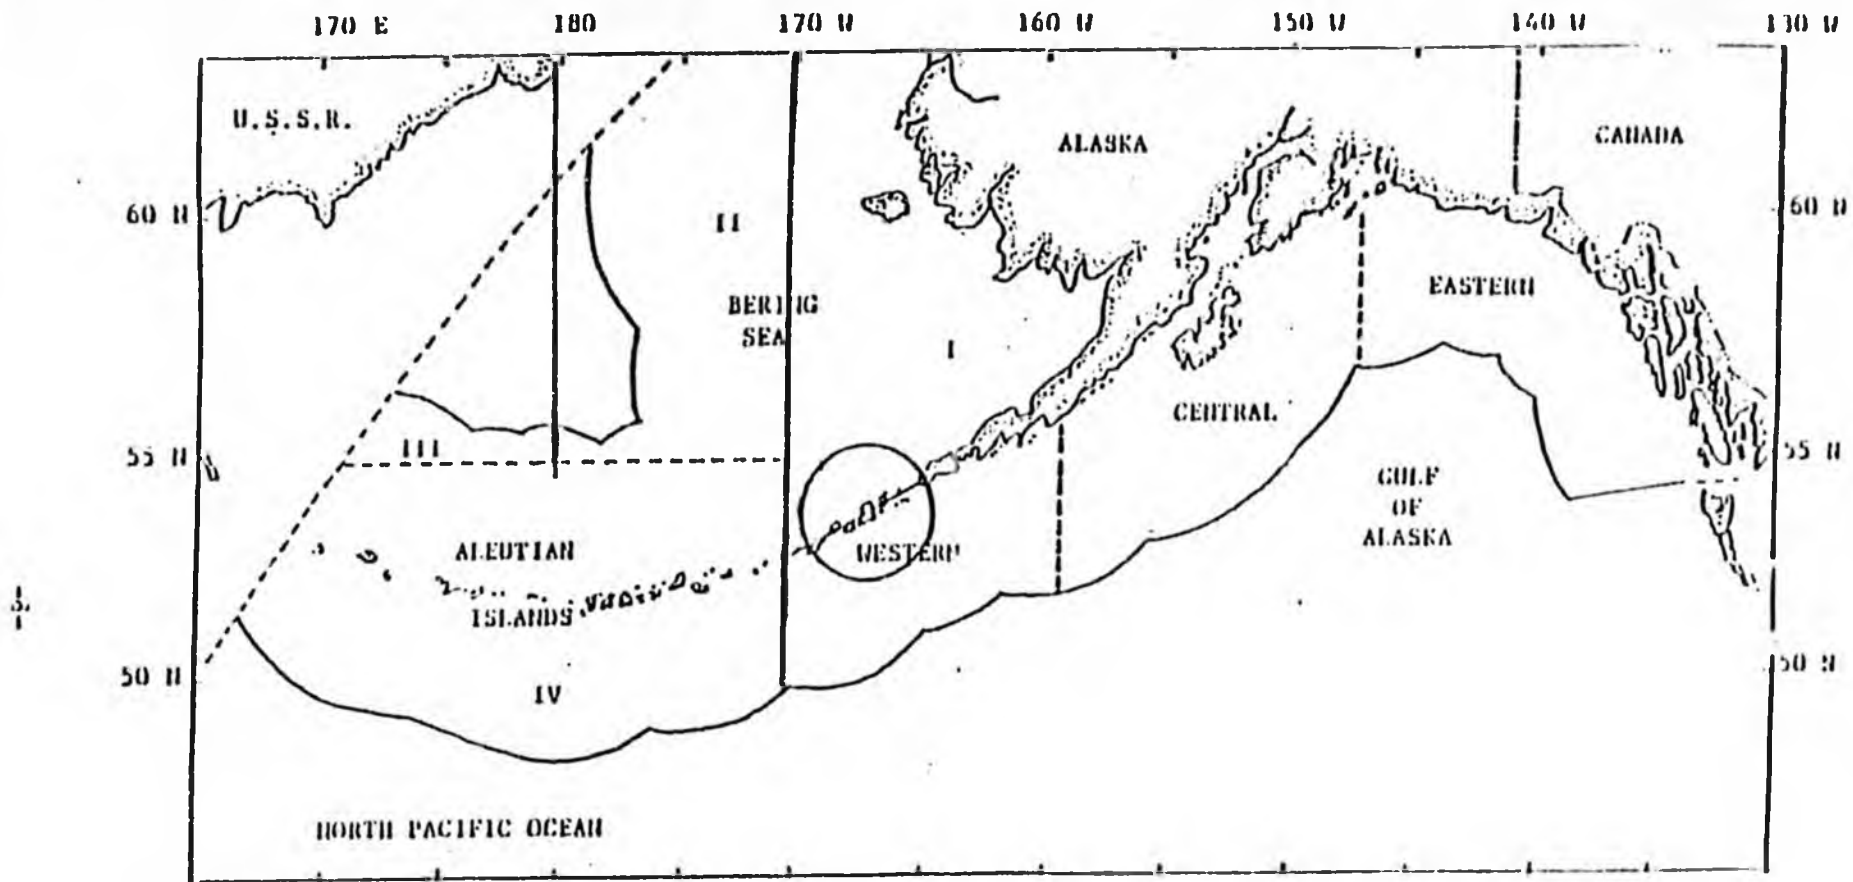 170 E 180 170 W 160 W 150 W 140 W 130 W
U.S.S.R.
ALASKA
CANADA
60 N
60 N
II
EASTERN
BERING
SEA
I
CENTRAL
55 N
III
55 N
GULF
OF
ALASKA
ALEUTIAN
WESTERN
ISLANDS
50 N
IV
50 N
NORTH PACIFIC OCEAN